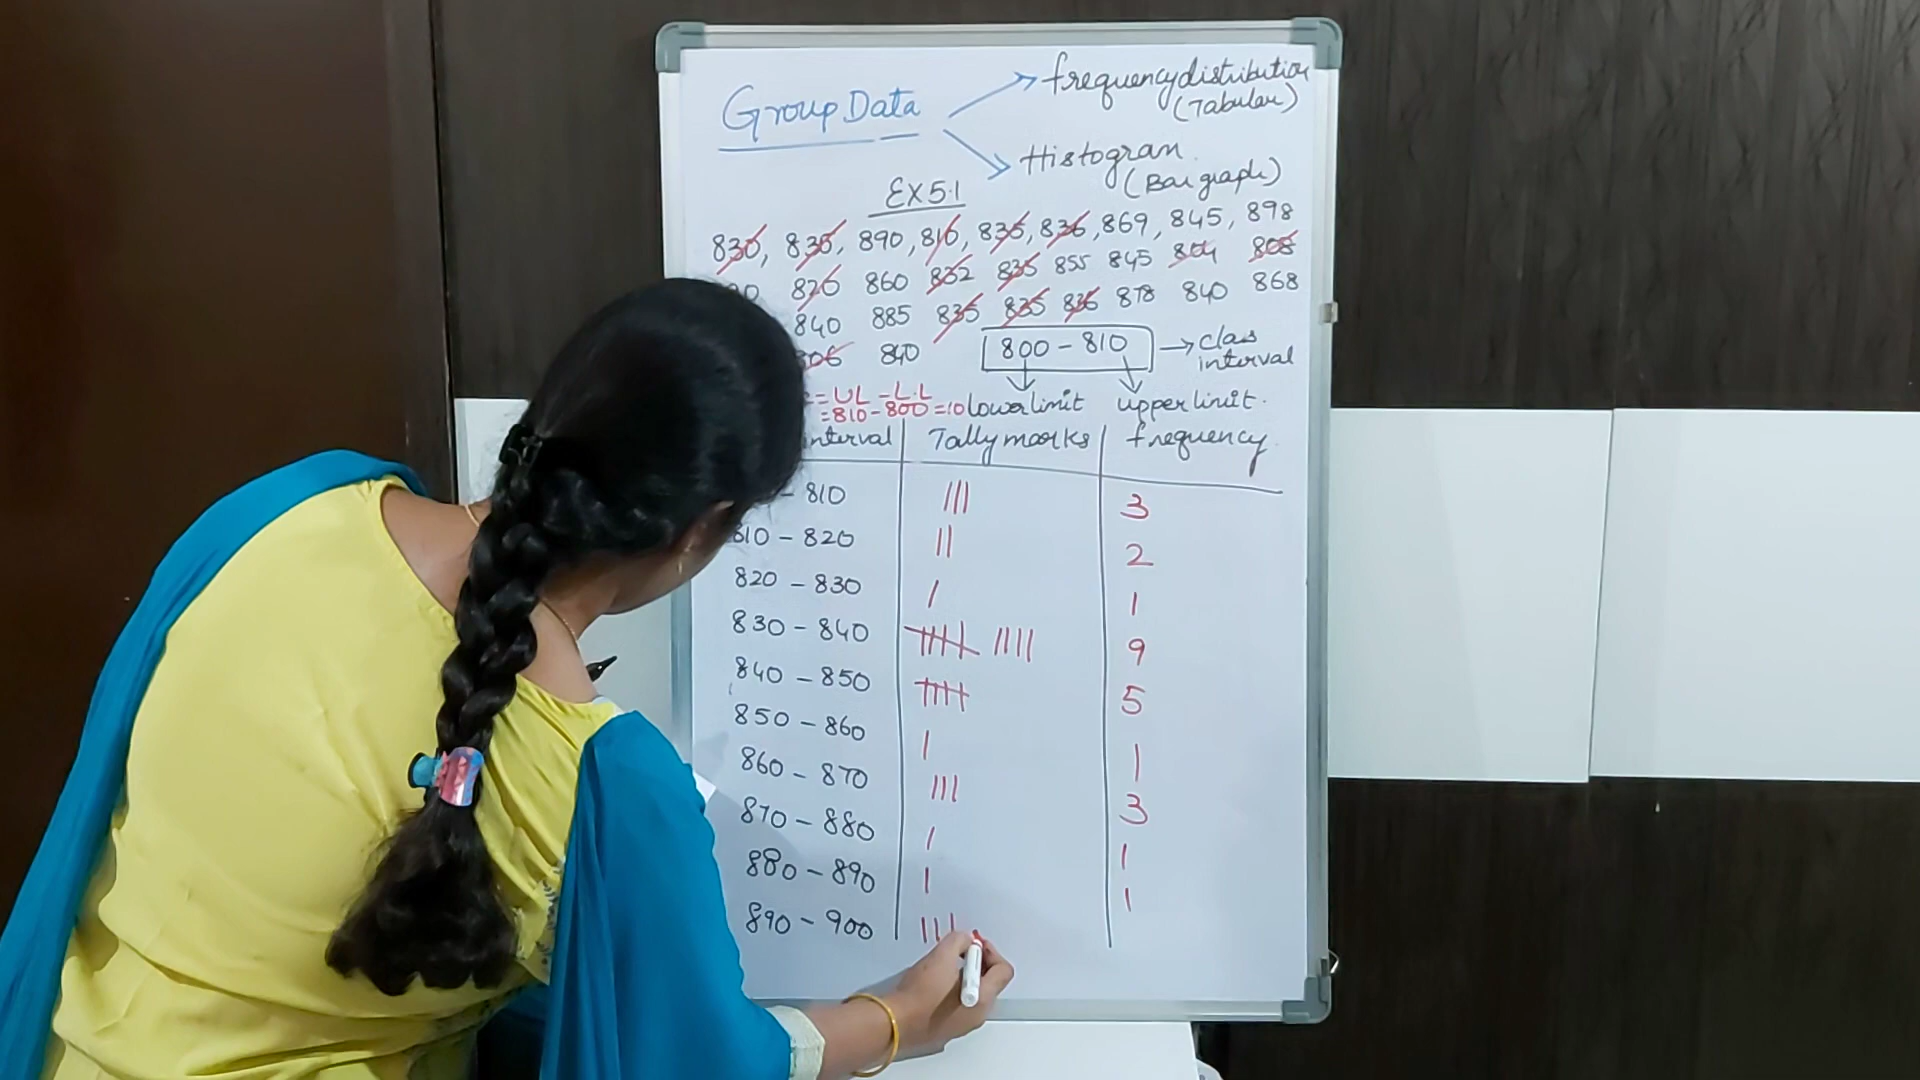 Group Data
frequency distribution
(Tabular)
Histogram
(Bar graph)
EX 5.1
830, 835, 890, 810, 835, 836, 869, 845, 898
820 860 832 835 855 845 804 808
840 885 835 835 836 878 840 868
806 840
800 - 810 → class interval
= UL - L.L
= 810 - 800 = 10
lower limit upper limit.
interval Tally marks frequency
- 810 ||| 3
810 - 820 || 2
820 - 830 | 1
830 - 840 |||| |||| 9
840 - 850 |||| 5
850 - 860 | 1
860 - 870 ||| 3
870 - 880 | 1
880 - 890 | 1
890 - 900 |||